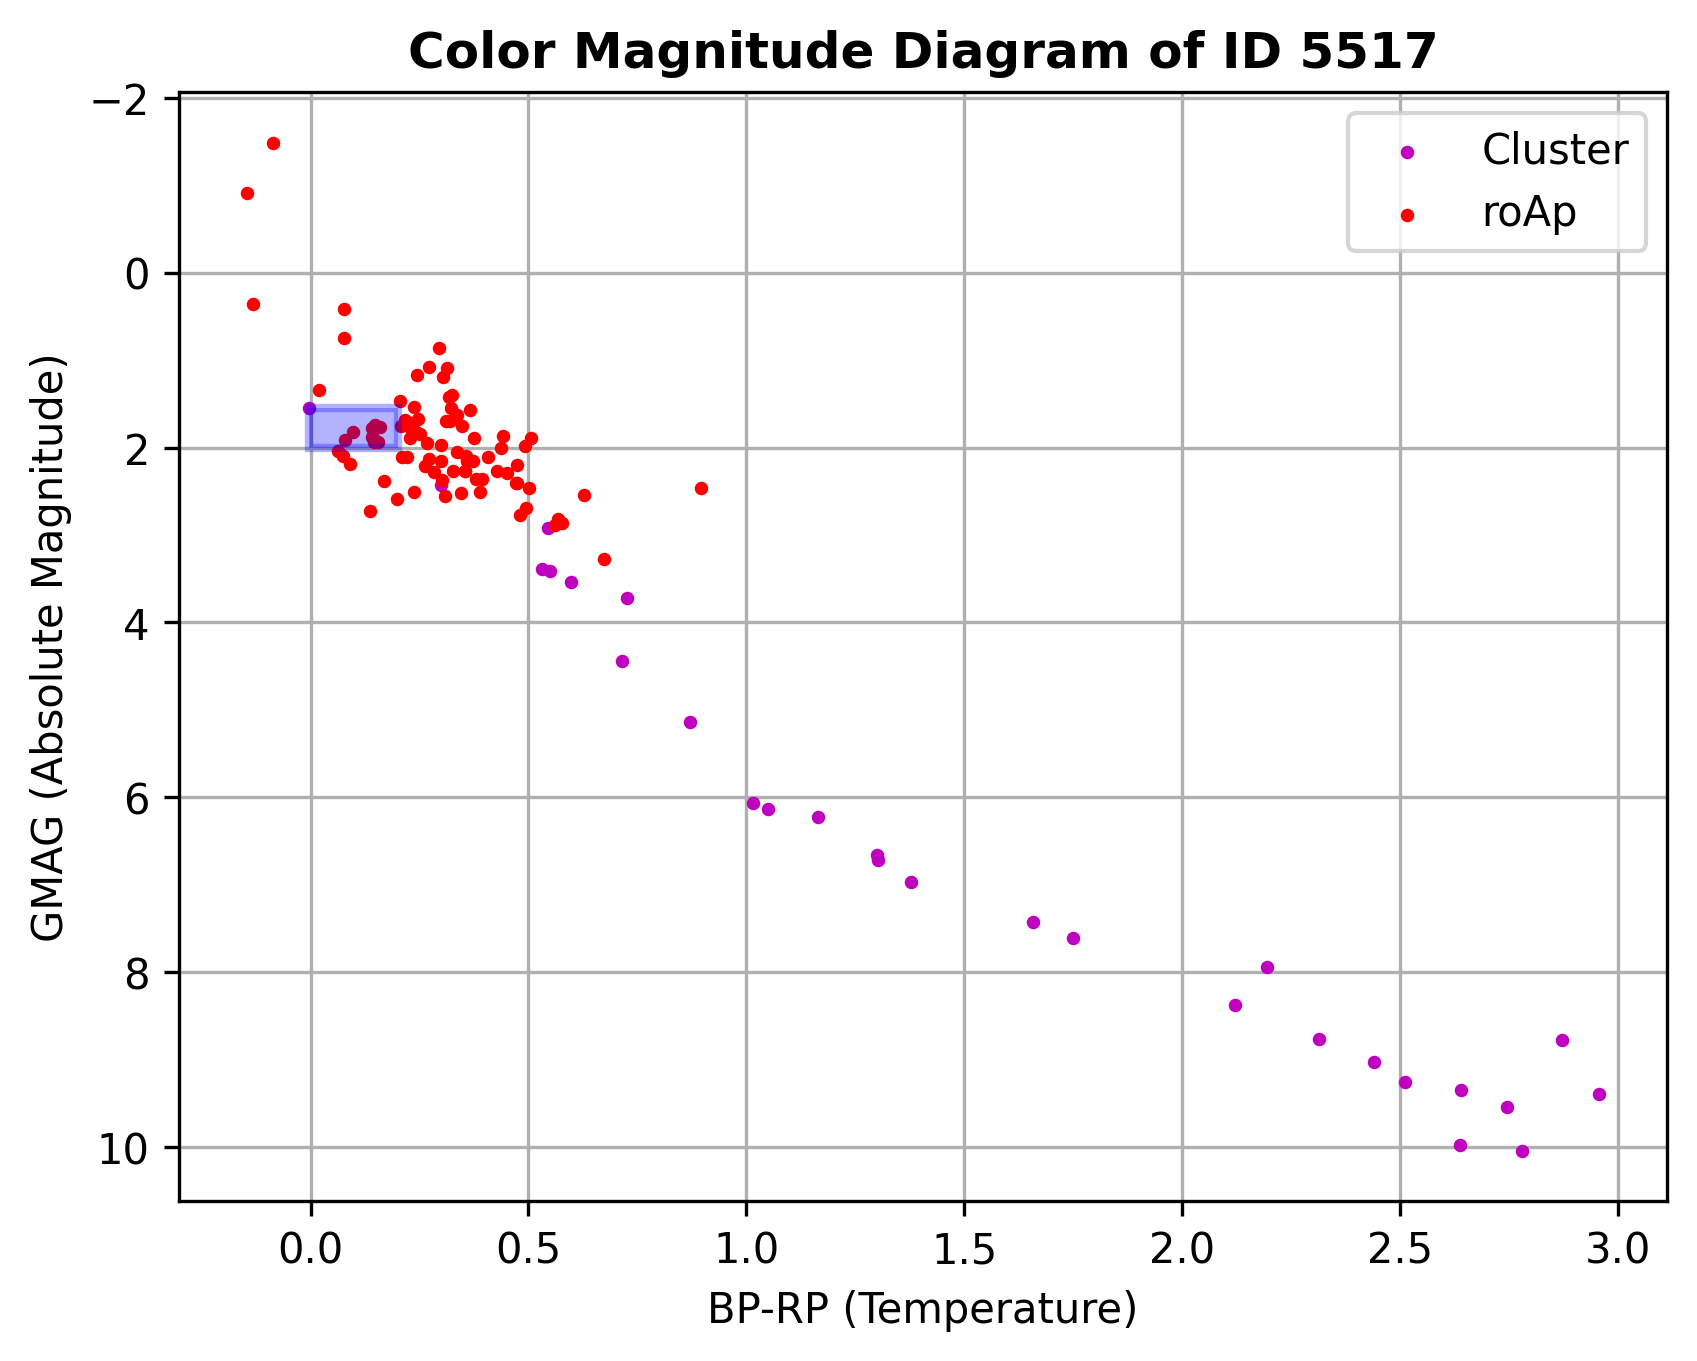 Color Magnitude Diagram of ID 5517
Cluster
roAp
GMAG (Absolute Magnitude)
−2
0
2
4
6
8
10
0.0 0.5 1.0 1.5 2.0 2.5 3.0
BP-RP (Temperature)